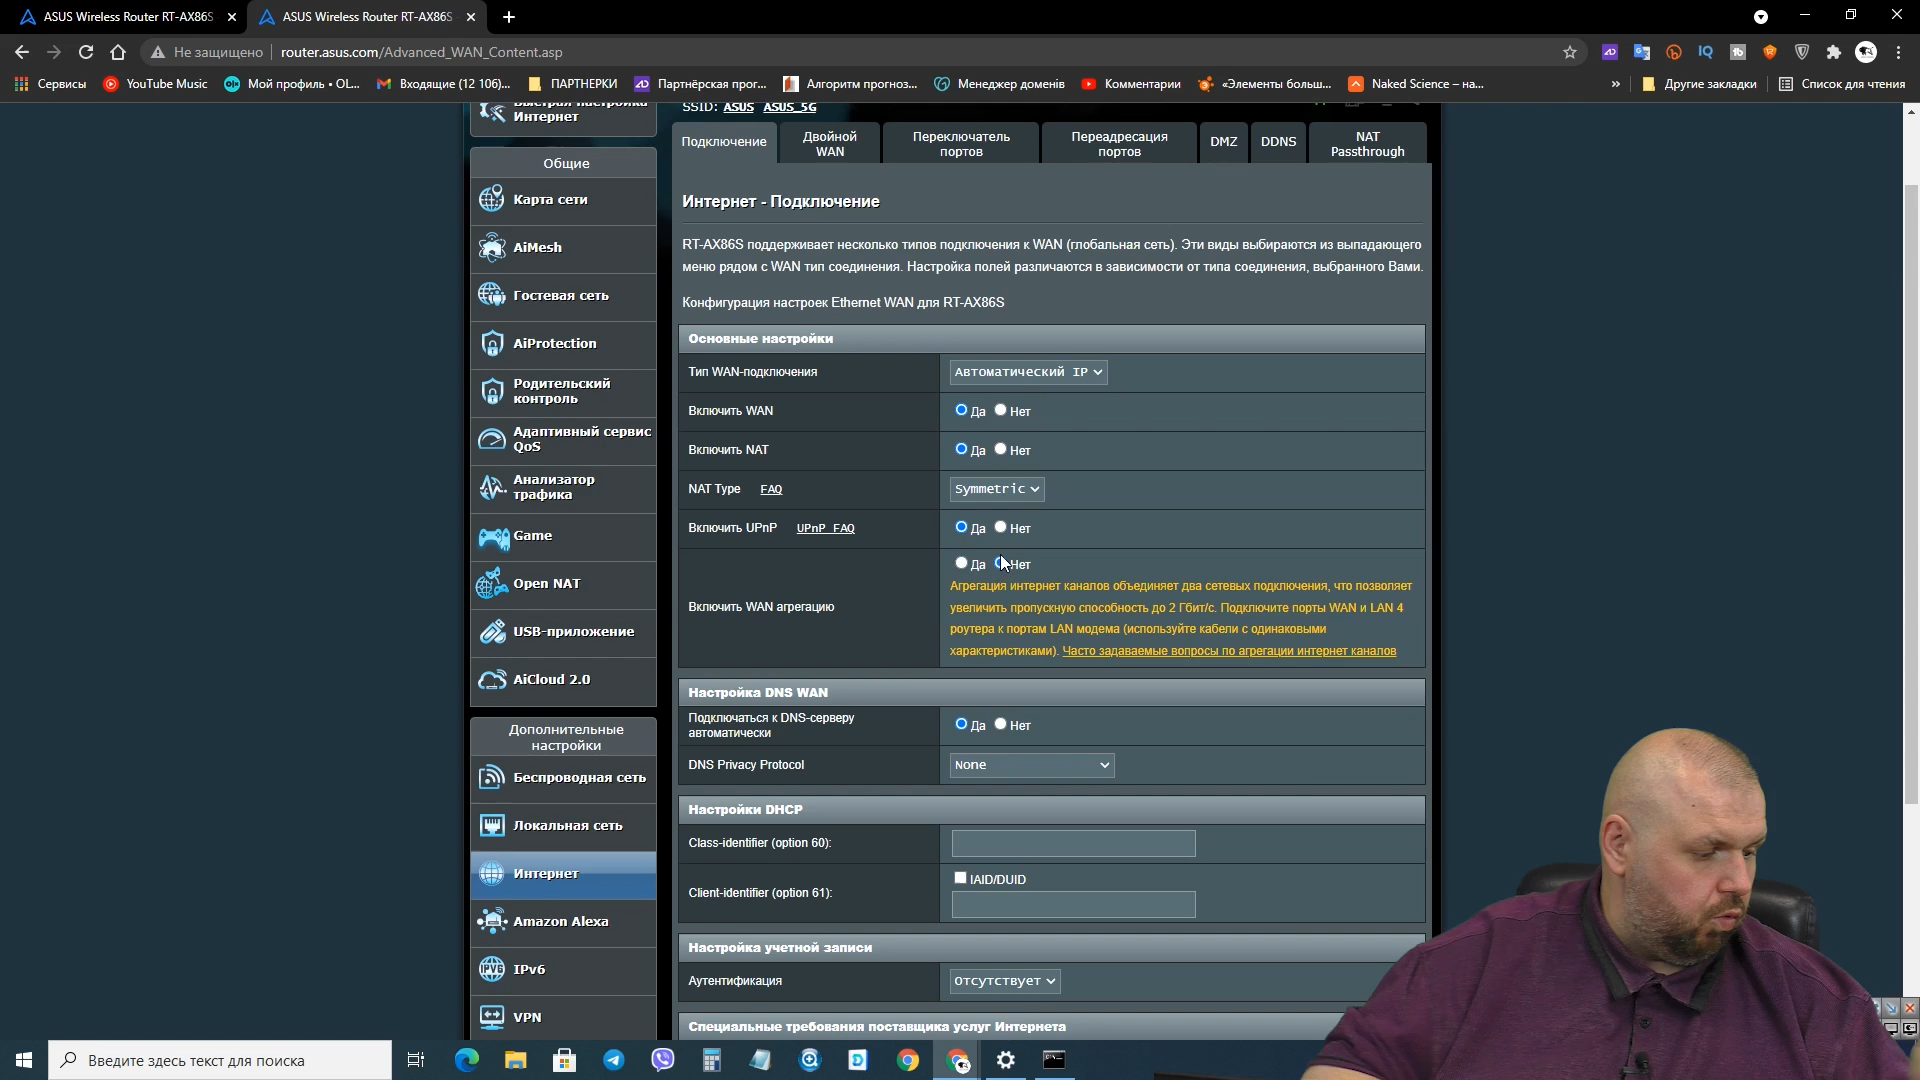 ASUS Wireless Router RT-AX86S
ASUS Wireless Router RT-AX86S
Не защищено
router.asus.com/Advanced_WAN_Content.asp
Сервисы
YouTube Music
Мой профиль • OL...
Входящие (12 106)...
ПАРТНЕРКИ
Партнёрская прог...
Алгоритм прогноз...
Менеджер доменів
Комментарии
«Элементы больш...
Naked Science – на...
»
Другие закладки
Список для чтения
Быстрая настройка
Интернет
SSID: ASUS ASUS_5G
Общие
Карта сети
AiMesh
Гостевая сеть
AiProtection
Родительский
контроль
Адаптивный сервис
QoS
Анализатор
трафика
Game
Open NAT
USB-приложение
AiCloud 2.0
Дополнительные
настройки
Беспроводная сеть
Локальная сеть
Интернет
Amazon Alexa
IPv6
VPN
Подключение
Двойной
WAN
Переключатель
портов
Переадресация
портов
DMZ
DDNS
NAT
Passthrough
Интернет - Подключение
RT-AX86S поддерживает несколько типов подключения к WAN (глобальная сеть). Эти виды выбираются из выпадающего
меню рядом с WAN тип соединения. Настройка полей различаются в зависимости от типа соединения, выбранного Вами.
Конфигурация настроек Ethernet WAN для RT-AX86S
Основные настройки
Тип WAN-подключения
Автоматический IP
Включить WAN
Да Нет
Включить NAT
Да Нет
NAT Type FAQ
Symmetric
Включить UPnP UPnP FAQ
Да Нет
Включить WAN агрегацию
Да Нет
Агрегация интернет каналов объединяет два сетевых подключения, что позволяет
увеличить пропускную способность до 2 Гбит/с. Подключите порты WAN и LAN 4
роутера к портам LAN модема (используйте кабели с одинаковыми
характеристиками). Часто задаваемые вопросы по агрегации интернет каналов
Настройка DNS WAN
Подключаться к DNS-серверу
автоматически
Да Нет
DNS Privacy Protocol
None
Настройки DHCP
Class-identifier (option 60):
Client-identifier (option 61):
IAID/DUID
Настройка учетной записи
Аутентификация
Отсутствует
Специальные требования поставщика услуг Интернета
Введите здесь текст для поиска